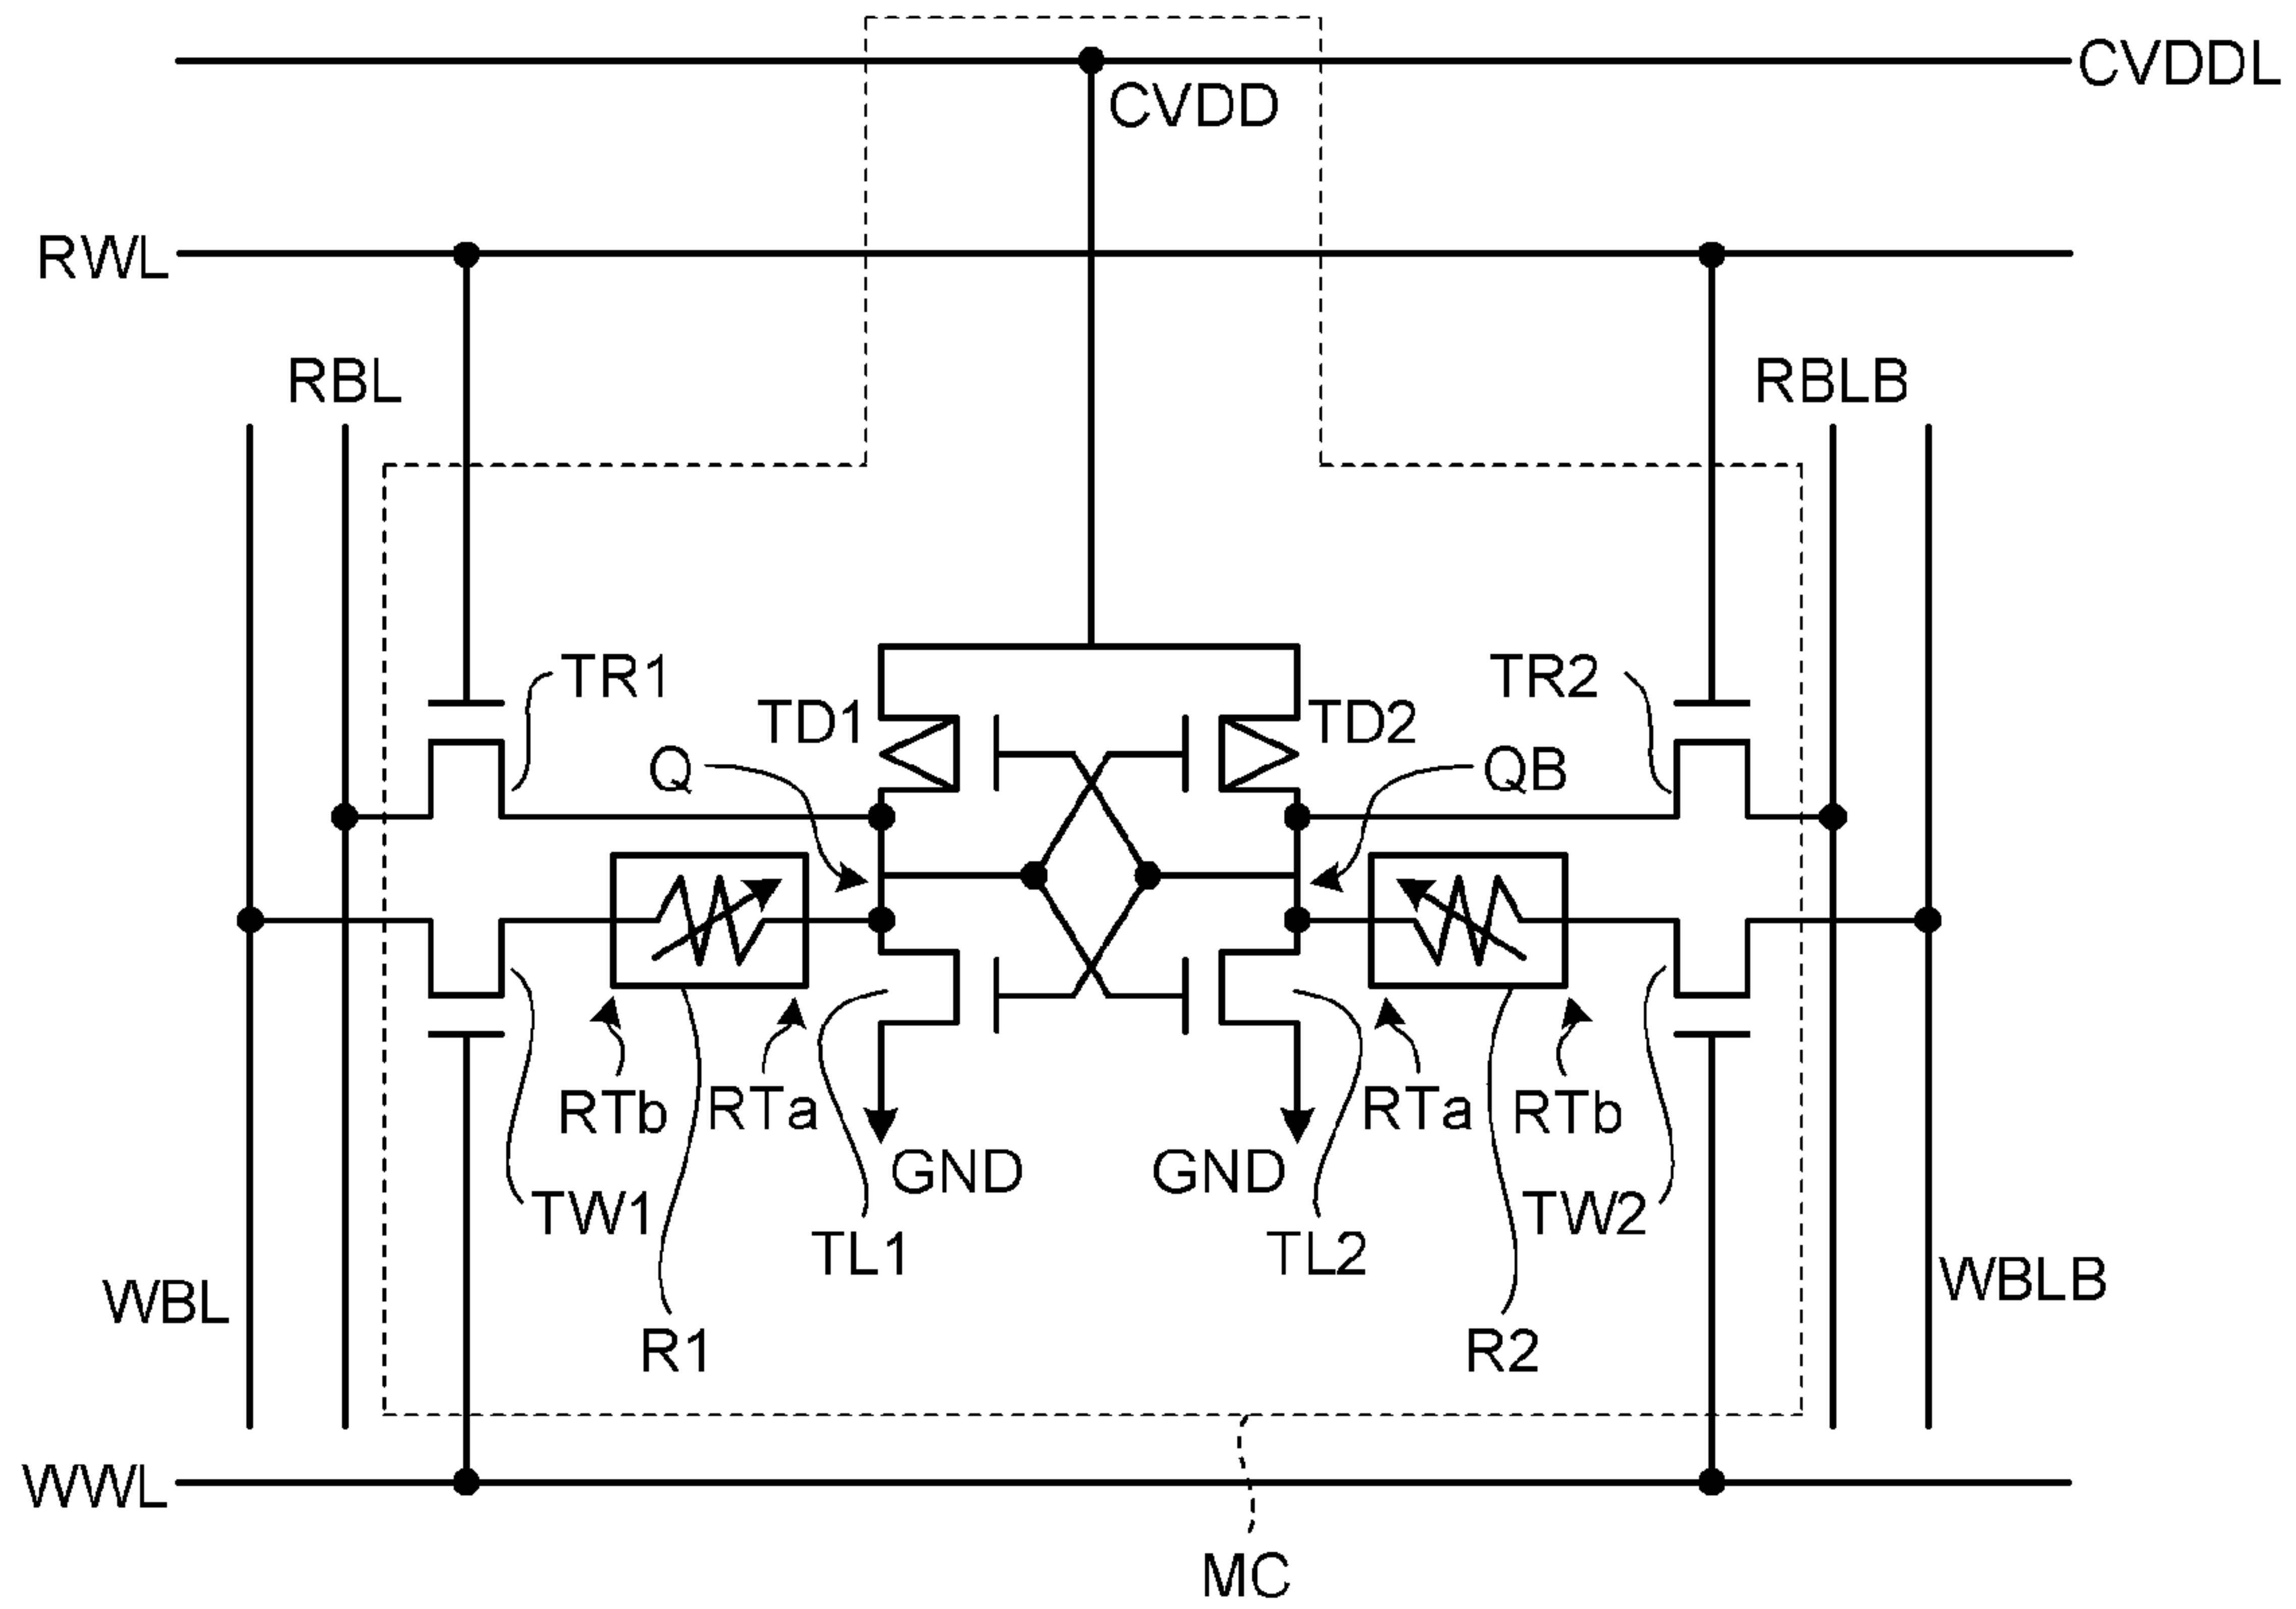 CVDDL
CVDD
RWL
RBL
RBLB
TR1
TR2
TD1
TD2
Q
QB
RTb
RTa
RTa
RTb
GND
GND
TW1
TW2
TL1
TL2
WBL
WBLB
R1
R2
WWL
MC